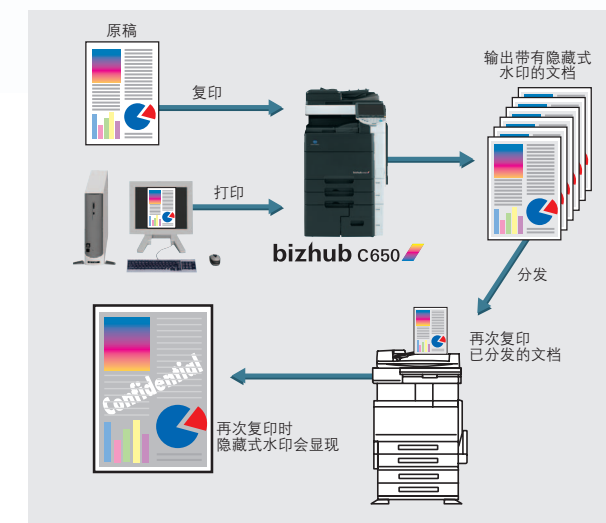 原稿
复印
输出带有隐藏式
水印的文档
打印
bizhub C650
分发
再次复印
已分发的文档
Confidential
再次复印时
隐藏式水印会显现